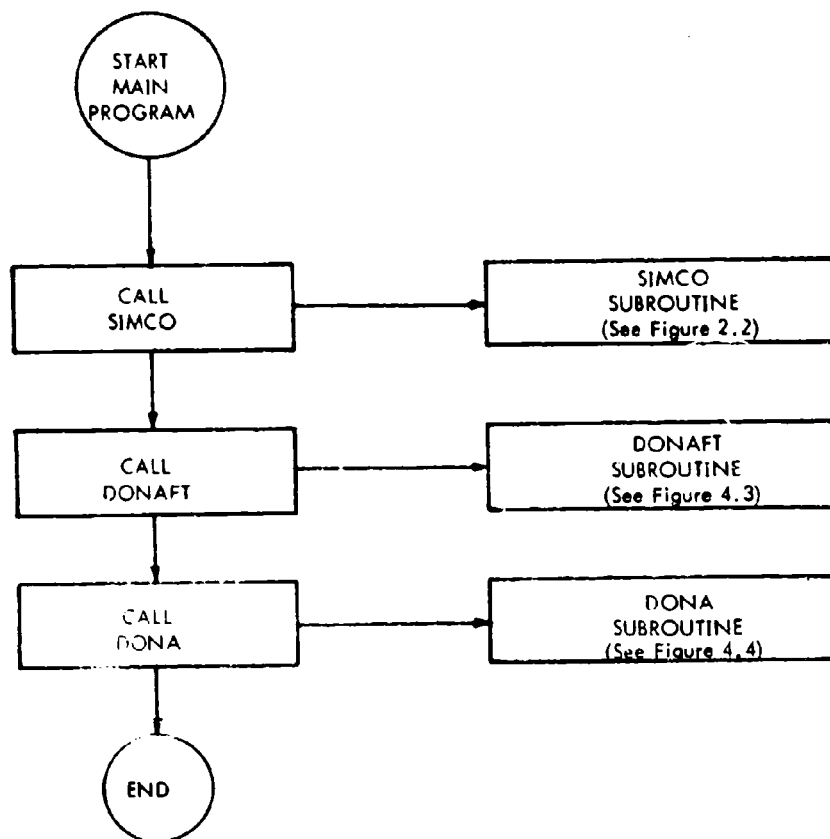 START
MAIN
PROGRAM
CALL
SIMCO
SIMCO
SUBROUTINE
(See Figure 2.2)
CALL
DONAFT
DONAFT
SUBROUTINE
(See Figure 4.3)
CALL
DONA
DONA
SUBROUTINE
(See Figure 4.4)
END